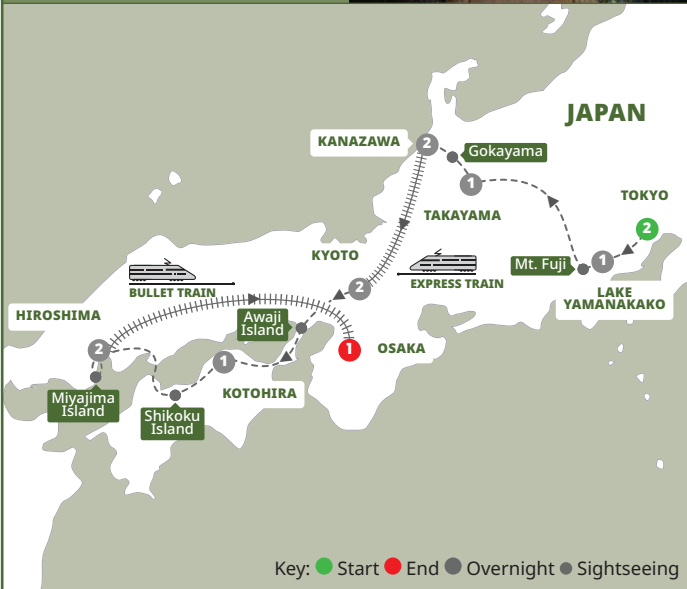 JAPAN
KANAZAWA
2
Gokayama
1
TAKAYAMA
TOKYO
2
Mt. Fuji
1
LAKE
YAMANAKAKO
KYOTO
2
EXPRESS TRAIN
BULLET TRAIN
HIROSHIMA
2
Awaji
Island
1
OSAKA
1
KOTOHIRA
Miyajima
Island
Shikoku
Island
Key: Start End Overnight Sightseeing